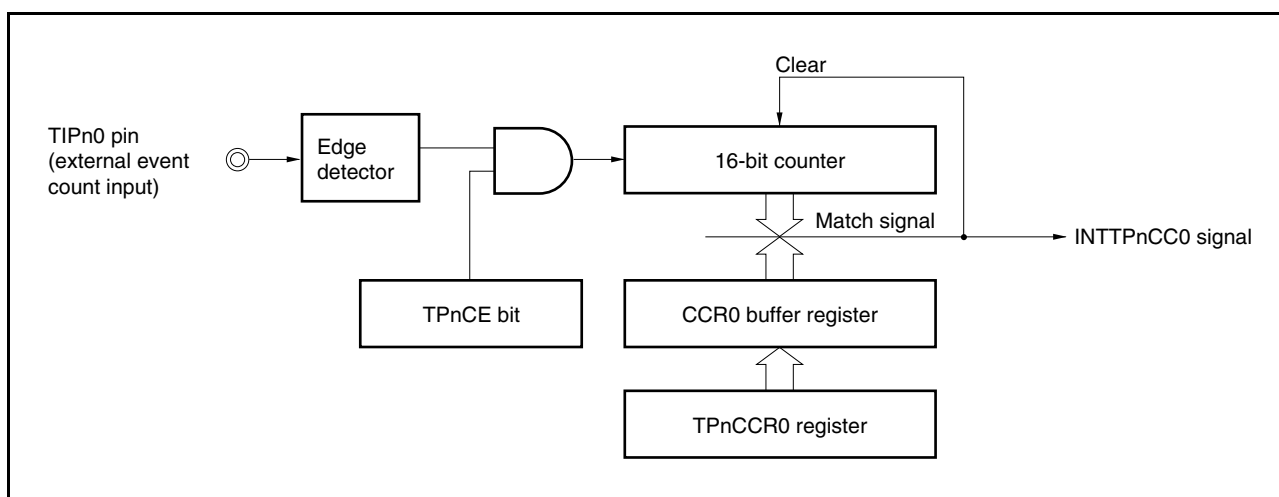 Clear
TIPn0 pin
(external event
count input)
Edge
detector
16-bit counter
Match signal
INTTPnCC0 signal
TPnCE bit
CCR0 buffer register
TPnCCR0 register